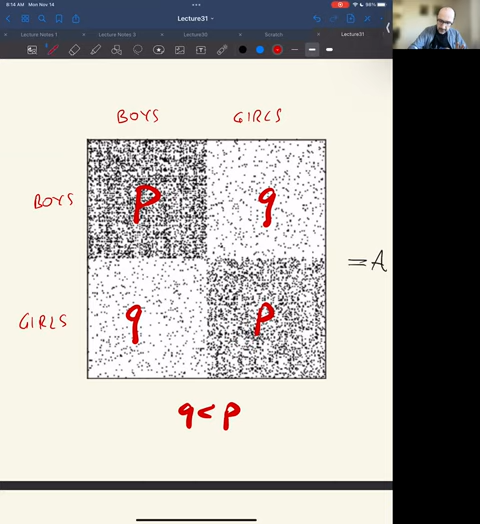 8:14 AM Mon Nov 14
96%
Lecture31
Lecture Notes 1
Lecture Notes 3
Lecture30
Scratch
Lecture31
BOYS GIRLS
BOYS P q
= A
GIRLS q P
q < p